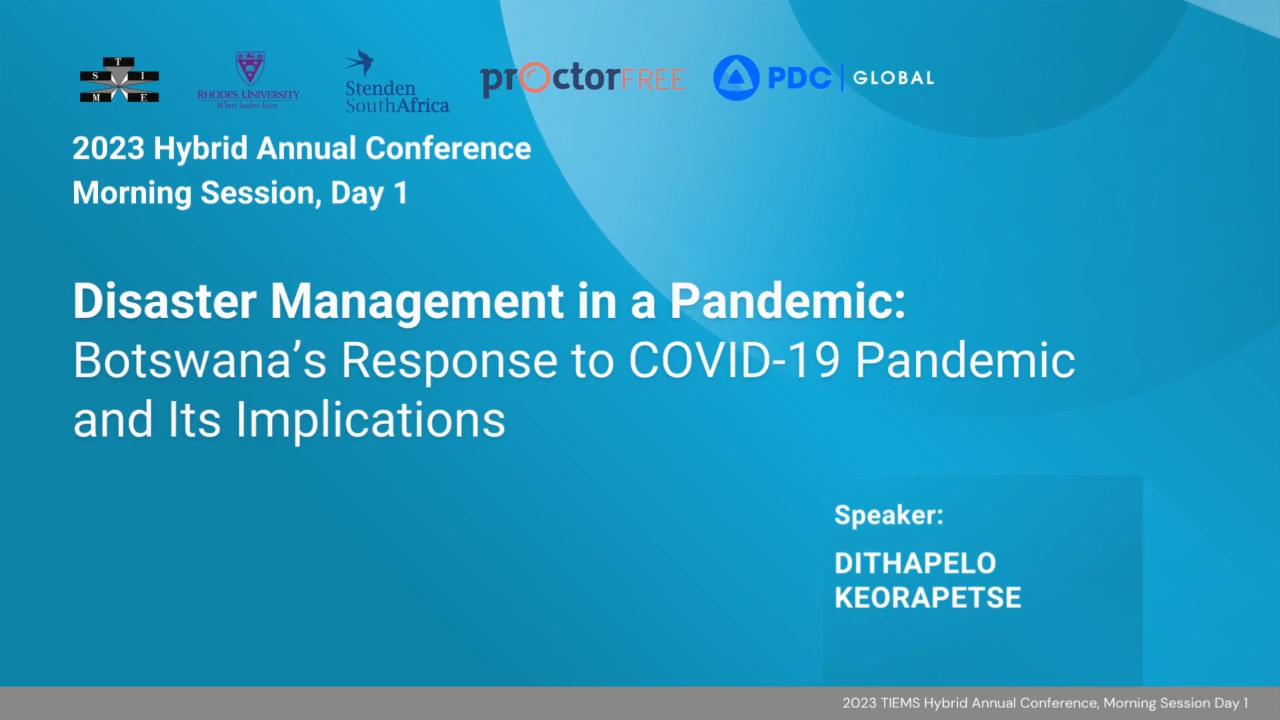 T
S I
M E
RHODES UNIVERSITY
Where leaders learn
Stenden
SouthAfrica
prOctorFREE
PDC GLOBAL
2023 Hybrid Annual Conference
Morning Session, Day 1
Disaster Management in a Pandemic:
Botswana’s Response to COVID-19 Pandemic
and Its Implications
Speaker:
DITHAPELO
KEORAPETSE
2023 TIEMS Hybrid Annual Conference, Morning Session Day 1